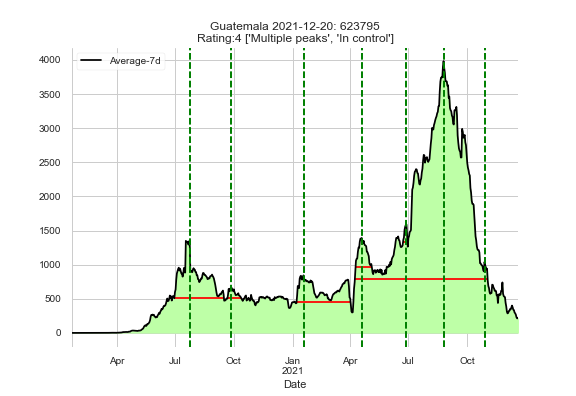 Guatemala 2021-12-20: 623795
Rating:4 ['Multiple peaks', 'In control']
Average-7d
4000
3500
3000
2500
2000
1500
1000
500
0
Apr
Jul
Oct
Jan
2021
Apr
Jul
Oct
Date